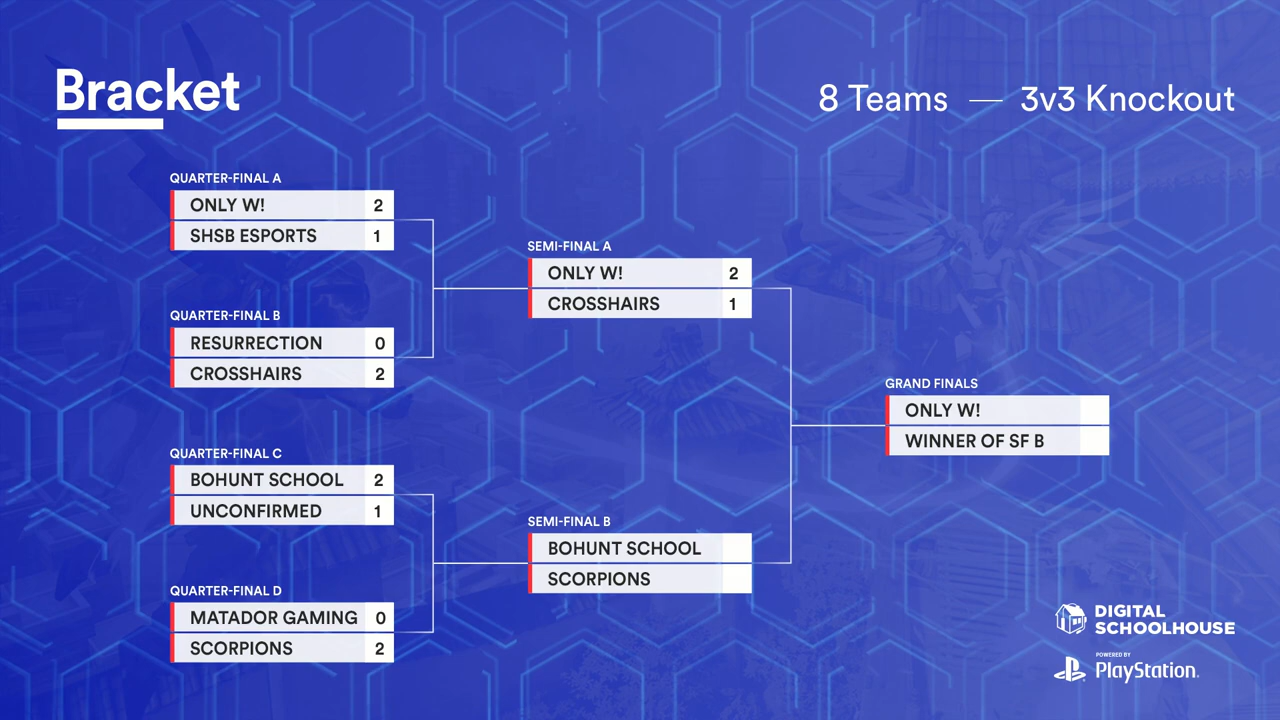 Bracket
8 Teams — 3v3 Knockout
QUARTER-FINAL A
ONLY W! 2
SHSB ESPORTS 1
QUARTER-FINAL B
RESURRECTION 0
CROSSHAIRS 2
QUARTER-FINAL C
BOHUNT SCHOOL 2
UNCONFIRMED 1
QUARTER-FINAL D
MATADOR GAMING 0
SCORPIONS 2
SEMI-FINAL A
ONLY W! 2
CROSSHAIRS 1
SEMI-FINAL B
BOHUNT SCHOOL
SCORPIONS
GRAND FINALS
ONLY W!
WINNER OF SF B
DIGITAL
SCHOOLHOUSE
POWERED BY
PlayStation